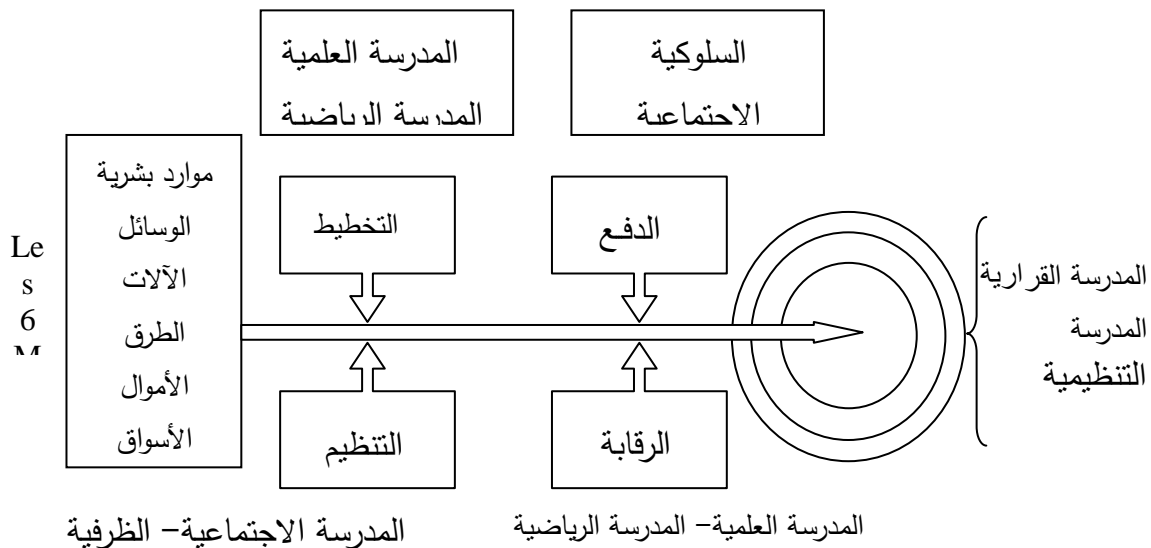 المدرسة العلمية
المدرسة الرياضية
السلوكية
الاجتماعية
Le
s
6
M
موارد بشرية
الوسائل
الآلات
الطرق
الأموال
الأسواق
التخطيط
الدفع
التنظيم
الرقابة
المدرسة القرارية
المدرسة
التنظيمية
المدرسة الاجتماعية– الظرفية
المدرسة العلمية– المدرسة الرياضية